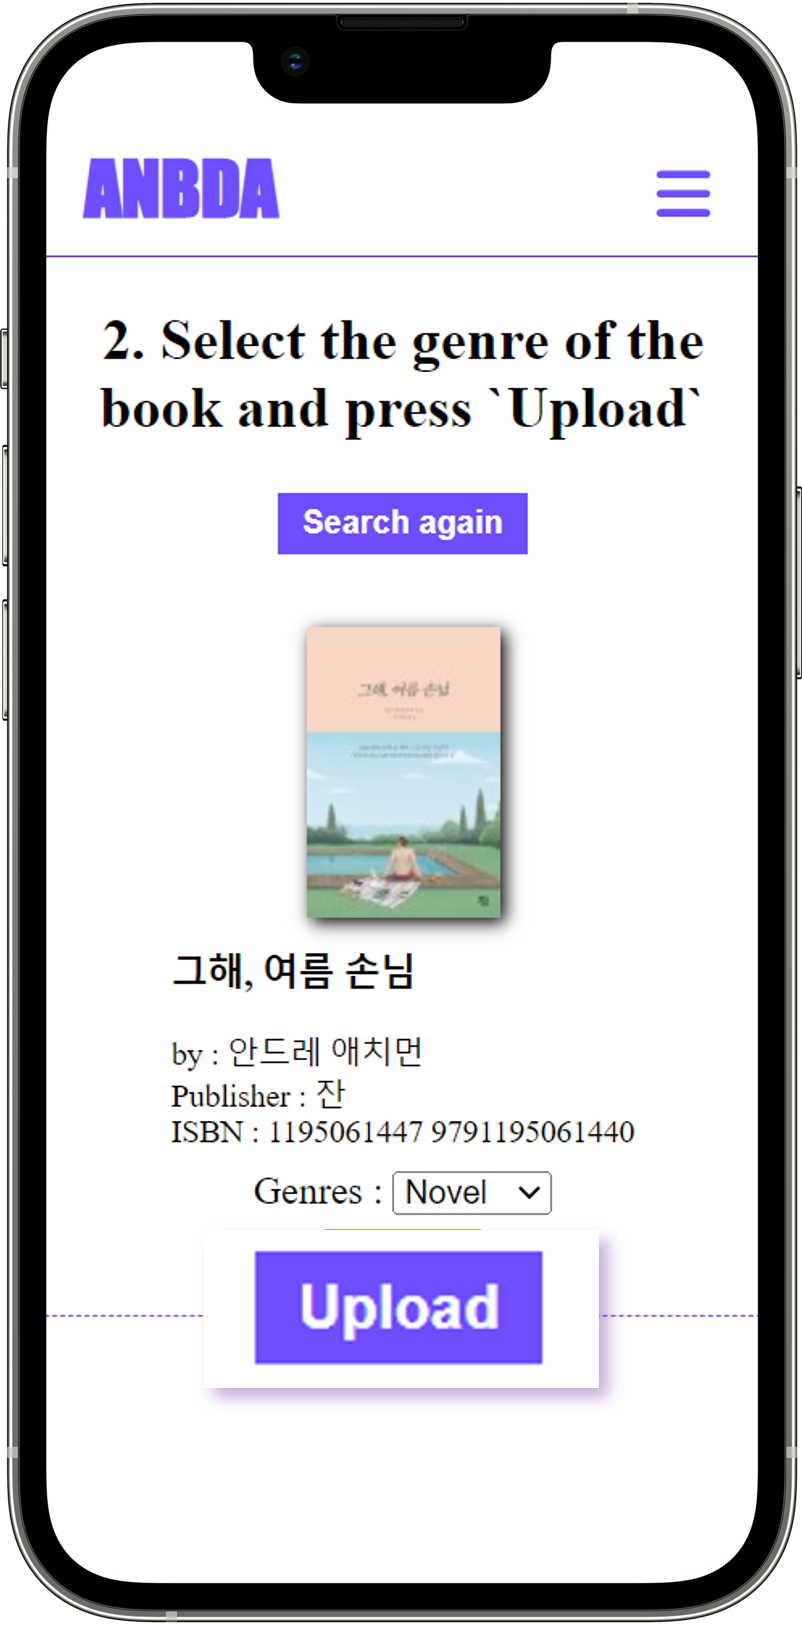 ANBDA
2. Select the genre of the
book and press `Upload`
Search again
그해, 여름 손님
그해, 여름 손님
by : 안드레 애치먼
Publisher : 잔
ISBN : 1195061447 9791195061440
Genres : Novel
Upload